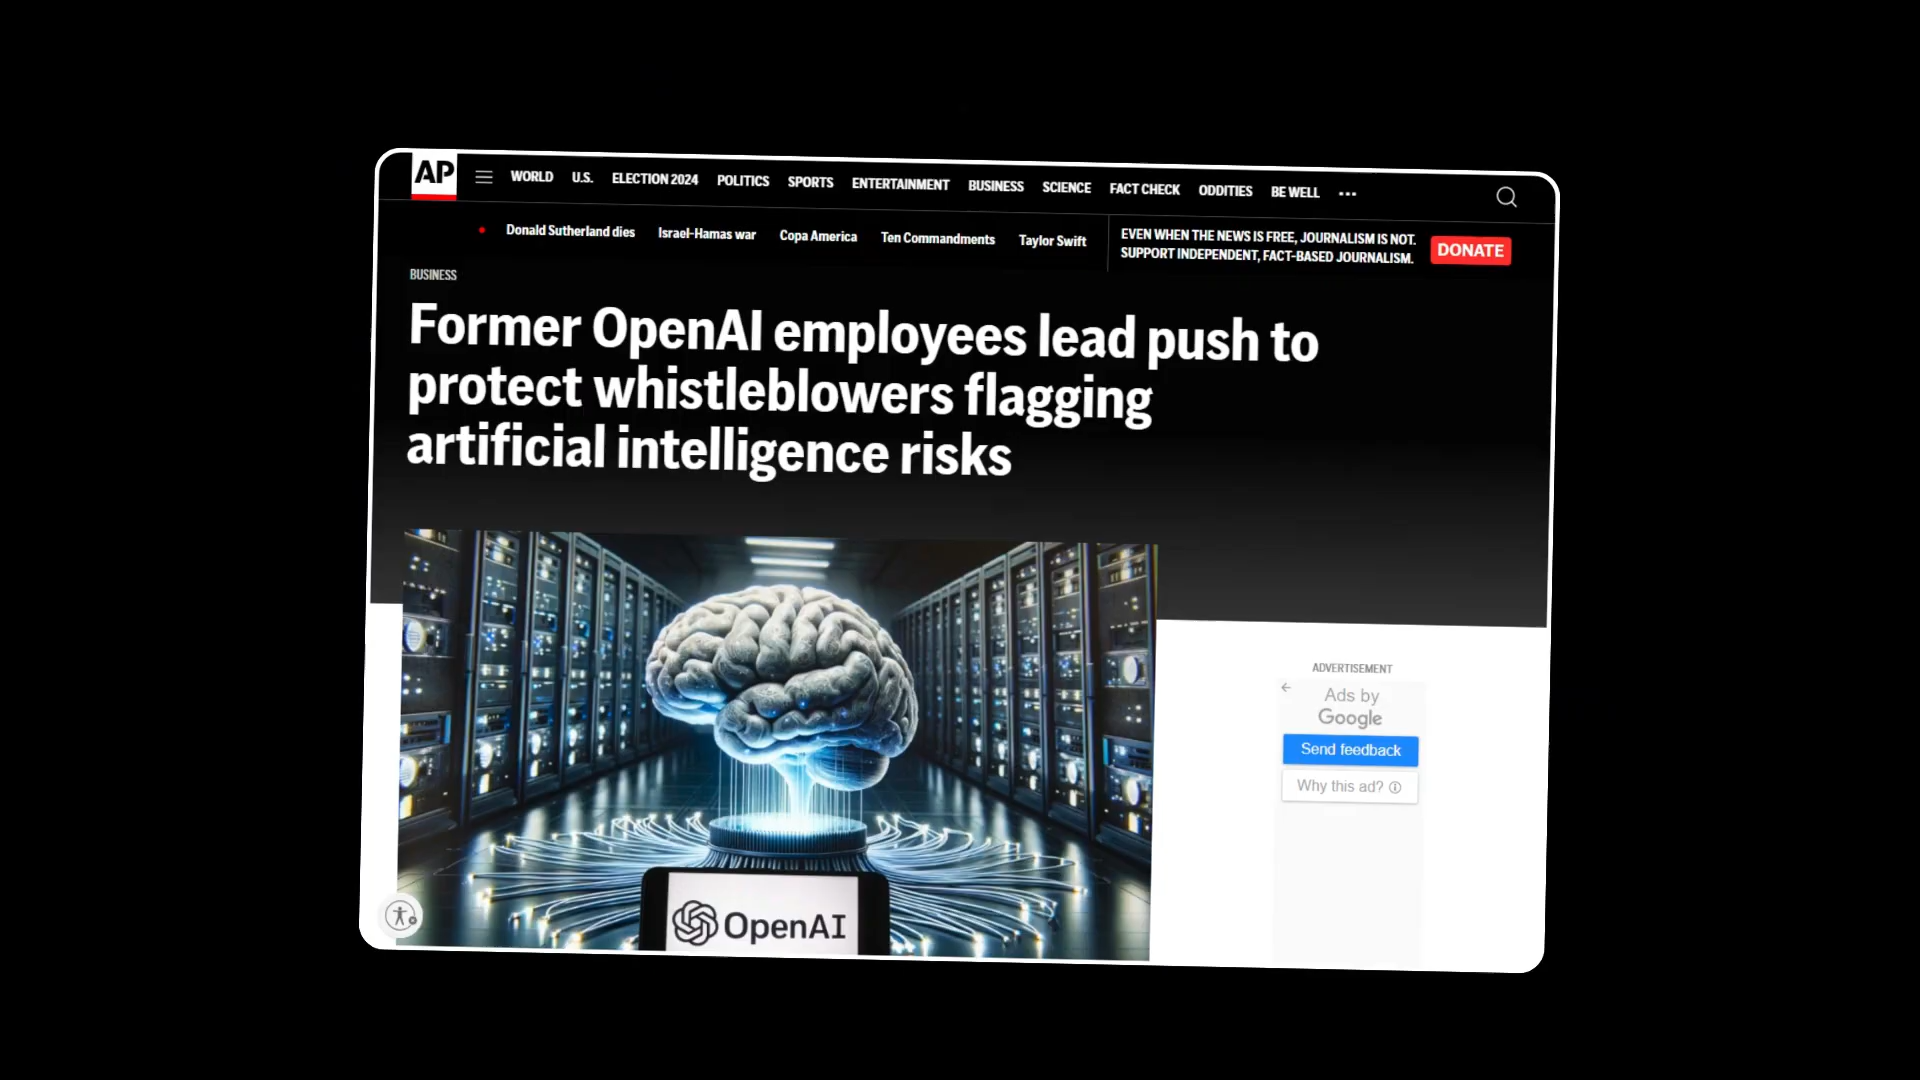 AP
WORLD U.S. ELECTION 2024 POLITICS SPORTS ENTERTAINMENT BUSINESS SCIENCE FACT CHECK ODDITIES BE WELL
Donald Sutherland dies Israel-Hamas war Copa America Ten Commandments Taylor Swift
EVEN WHEN THE NEWS IS FREE, JOURNALISM IS NOT.
SUPPORT INDEPENDENT, FACT-BASED JOURNALISM.
DONATE
BUSINESS
Former OpenAI employees lead push to
protect whistleblowers flagging
artificial intelligence risks
ADVERTISEMENT
Ads by
Google
Send feedback
Why this ad?
OpenAI